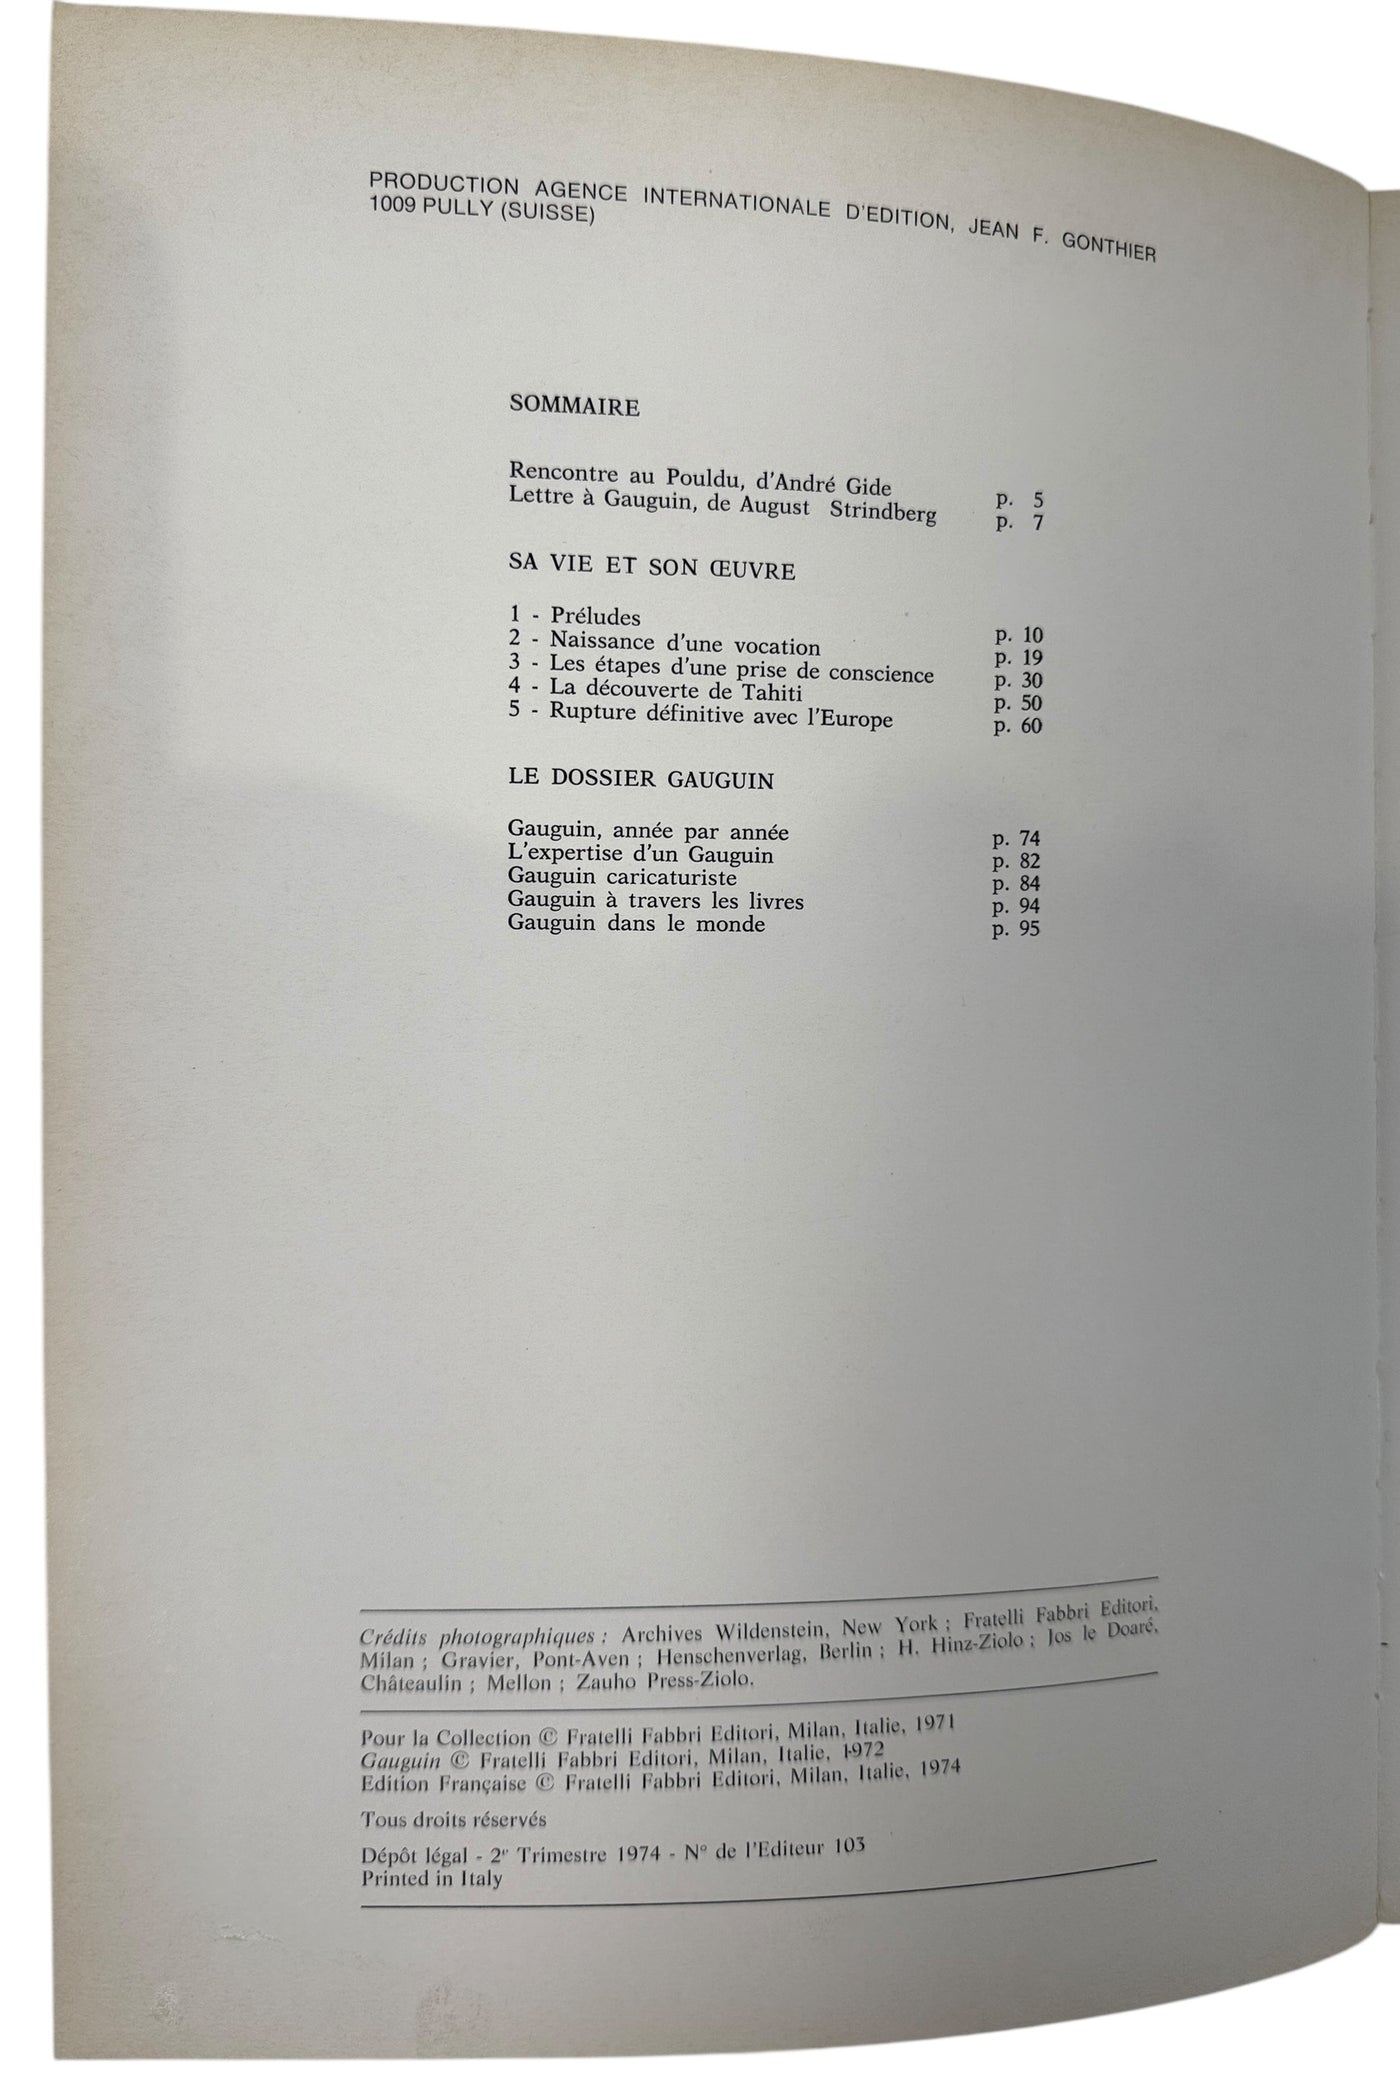 PRODUCTION AGENCE INTERNATIONALE D'EDITION, JEAN F. GONTHIER
1009 PULLY (SUISSE)
SOMMAIRE
Rencontre au Pouldu, d'André Gide p. 5
Lettre à Gauguin, de August Strindberg p. 7
SA VIE ET SON ŒUVRE
1 - Préludes p. 10
2 - Naissance d'une vocation p. 19
3 - Les étapes d'une prise de conscience p. 30
4 - La découverte de Tahiti p. 50
5 - Rupture définitive avec l'Europe p. 60
LE DOSSIER GAUGUIN
Gauguin, année par année p. 74
L'expertise d'un Gauguin p. 82
Gauguin caricaturiste p. 84
Gauguin à travers les livres p. 94
Gauguin dans le monde p. 95
Crédits photographiques : Archives Wildenstein, New York ; Fratelli Fabbri Editori,
Milan ; Gravier, Pont-Aven ; Henschenverlag, Berlin ; H. Hinz-Ziolo ; Jos le Doaré,
Châteaulin ; Mellon ; Zauho Press-Ziolo.
Pour la Collection © Fratelli Fabbri Editori, Milan, Italie, 1971
Gauguin © Fratelli Fabbri Editori, Milan, Italie, 1972
Edition Française © Fratelli Fabbri Editori, Milan, Italie, 1974
Tous droits réservés
Dépôt légal - 2e Trimestre 1974 - N° de l'Editeur 103
Printed in Italy